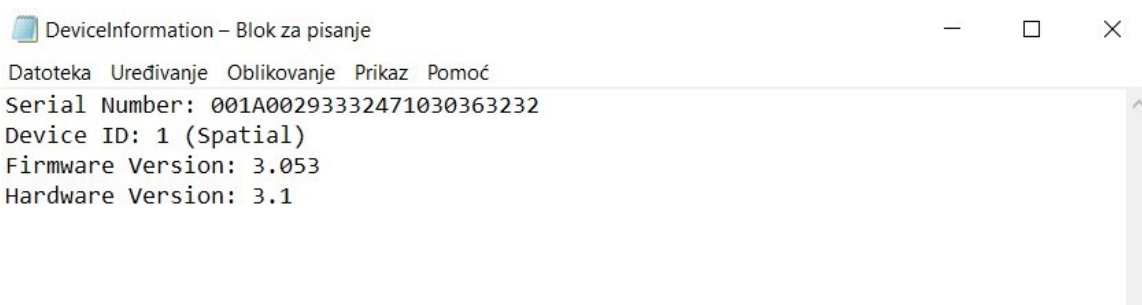 DeviceInformation – Blok za pisanje
Datoteka Uređivanje Oblikovanje Prikaz Pomoć
Serial Number: 001A00293332471030363232
Device ID: 1 (Spatial)
Firmware Version: 3.053
Hardware Version: 3.1